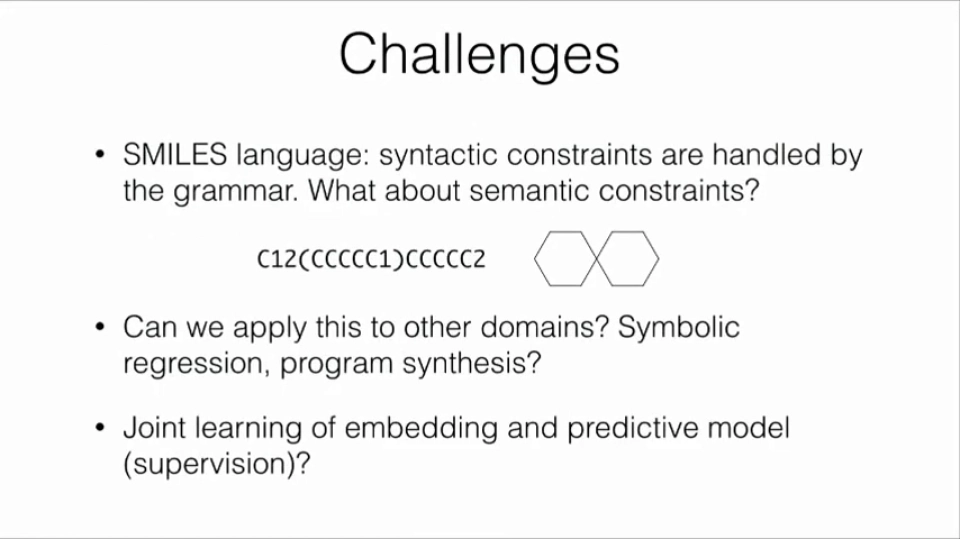 Challenges
• SMILES language: syntactic constraints are handled by
the grammar. What about semantic constraints?
C12(CCCCC1)CCCCC2
• Can we apply this to other domains? Symbolic
regression, program synthesis?
• Joint learning of embedding and predictive model
(supervision)?